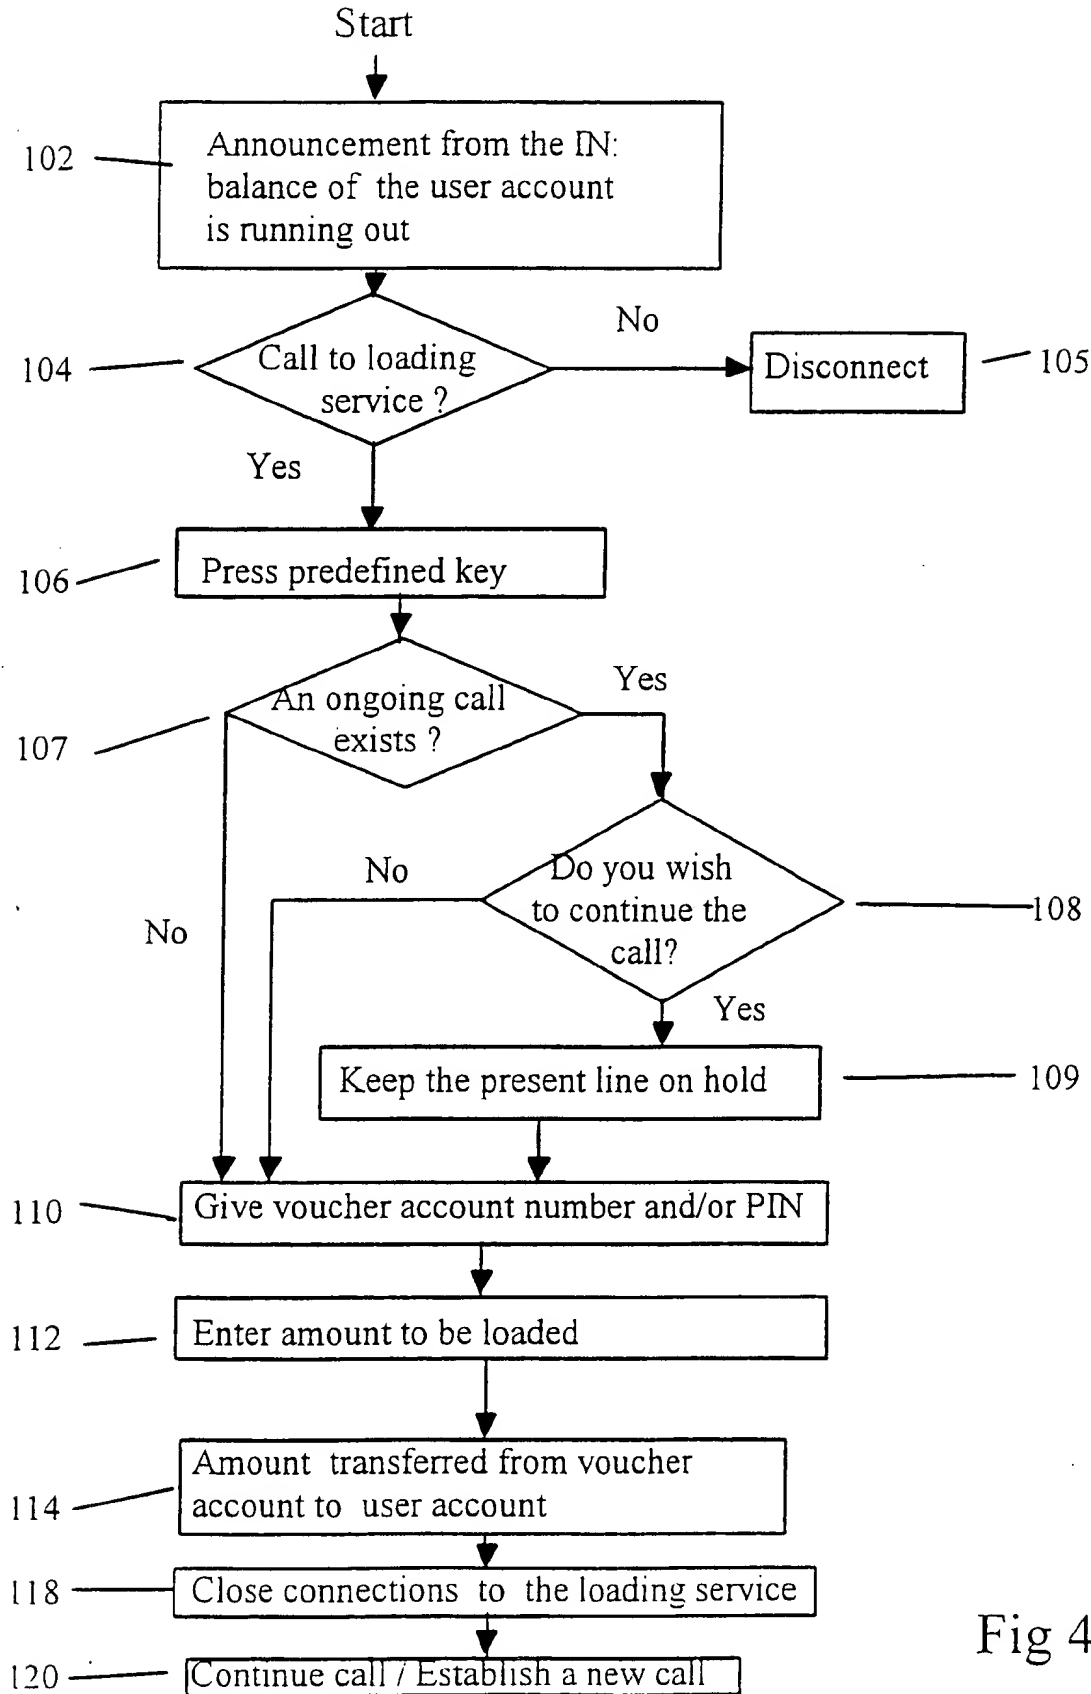 Start
102
Announcement from the IN:
balance of the user account
is running out
No
104
Call to loading
service ?
Disconnect
105
Yes
106
Press predefined key
Yes
107
An ongoing call
exists ?
No
Do you wish
to continue the
call?
108
No
Yes
Keep the present line on hold
109
110
Give voucher account number and/or PIN
112
Enter amount to be loaded
114
Amount transferred from voucher
account to user account
118
Close connections to the loading service
Fig 4
120
Continue call / Establish a new call